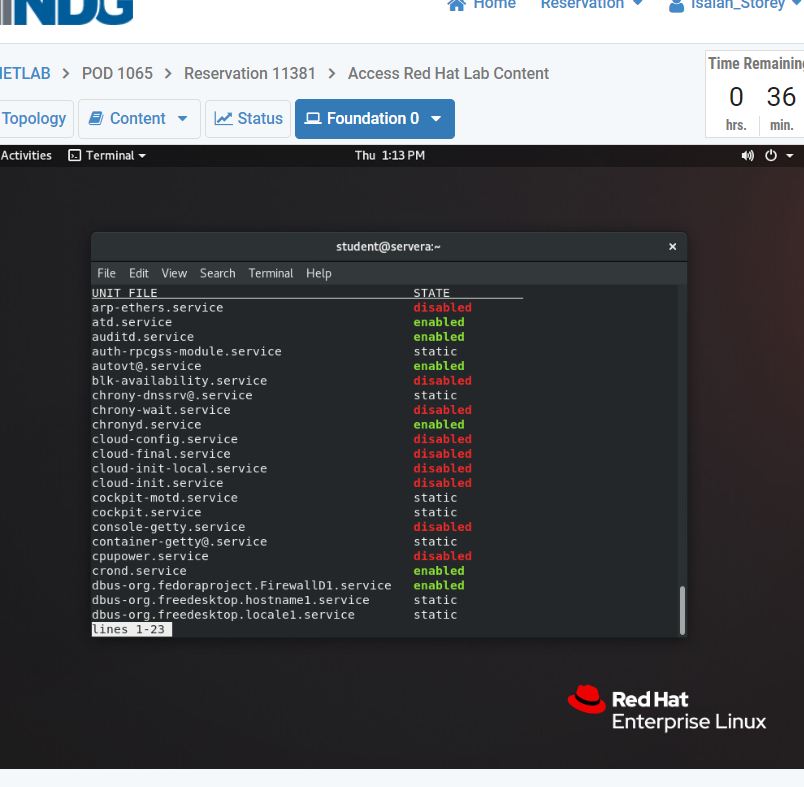 NDG
Home Reservation Isaiah_Storey
NETLAB > POD 1065 > Reservation 11381 > Access Red Hat Lab Content
Time Remaining
0 36
hrs. min.
Topology Content Status Foundation 0
Activities Terminal Thu 1:13 PM
student@servera:~ ×
File Edit View Search Terminal Help
UNIT FILE STATE
arp-ethers.service disabled
atd.service enabled
auditd.service enabled
auth-rpcgss-module.service static
autovt@.service enabled
blk-availability.service disabled
chrony-dnssrv@.service static
chrony-wait.service disabled
chronyd.service enabled
cloud-config.service disabled
cloud-final.service disabled
cloud-init-local.service disabled
cloud-init.service disabled
cockpit-motd.service static
cockpit.service static
console-getty.service disabled
container-getty@.service static
cpupower.service disabled
crond.service enabled
dbus-org.fedoraproject.FirewallD1.service enabled
dbus-org.freedesktop.hostname1.service static
dbus-org.freedesktop.locale1.service static
lines 1-23
Red Hat
Enterprise Linux